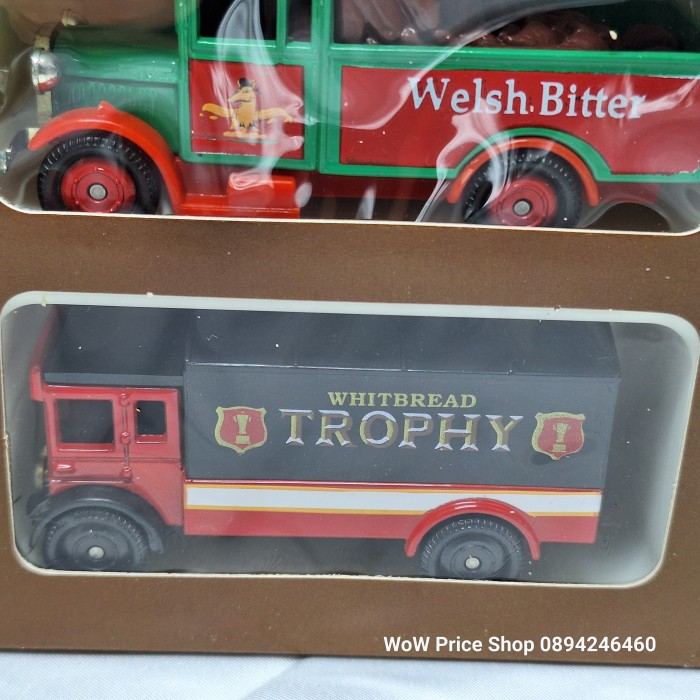 Welsh Bitter
WHITBREAD
TROPHY
WoW Price Shop 0894246460